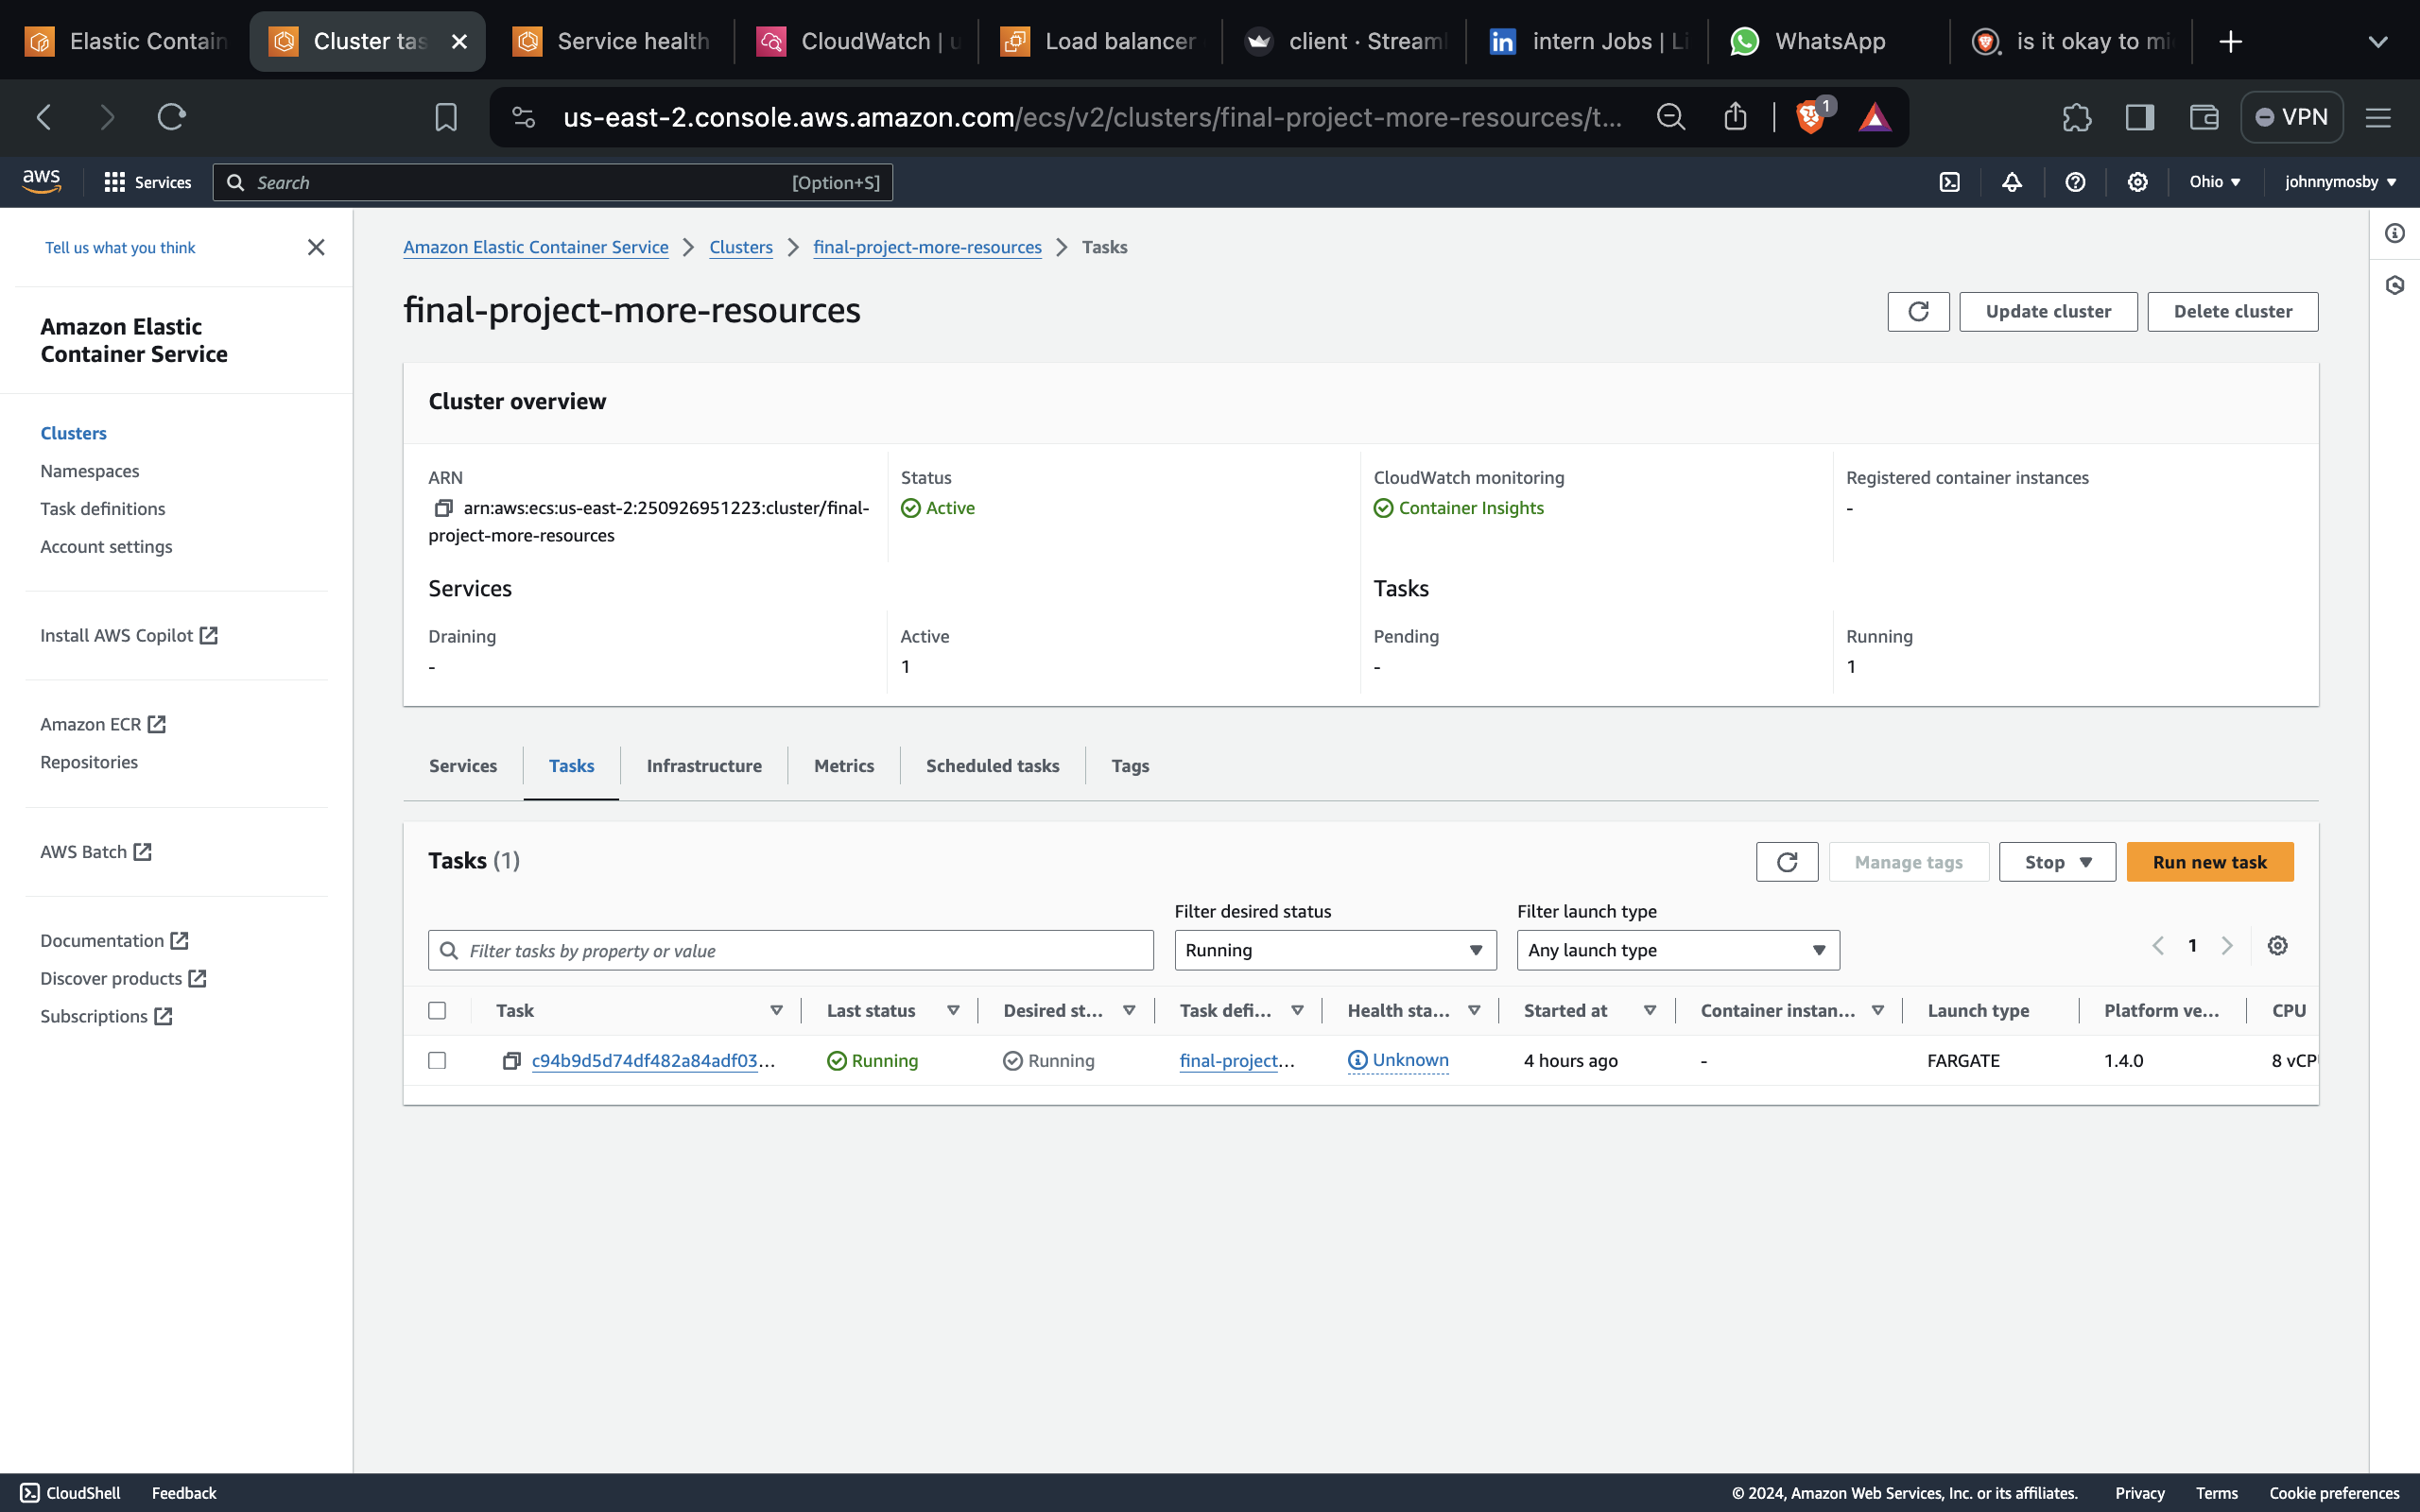 Elastic Contain
Cluster tas
Service health
CloudWatch | u
Load balancer
client · Streaml
intern Jobs | Li
WhatsApp
is it okay to mi
us-east-2.console.aws.amazon.com/ecs/v2/clusters/final-project-more-resources/t...
1
VPN
aws
Services
Search
[Option+S]
Ohio
johnnymosby
Tell us what you think
Amazon Elastic
Container Service
Clusters
Namespaces
Task definitions
Account settings
Install AWS Copilot
Amazon ECR
Repositories
AWS Batch
Documentation
Discover products
Subscriptions
Amazon Elastic Container Service
Clusters
final-project-more-resources
Tasks
final-project-more-resources
Update cluster
Delete cluster
Cluster overview
ARN
arn:aws:ecs:us-east-2:250926951223:cluster/final-
project-more-resources
Status
Active
CloudWatch monitoring
Container Insights
Registered container instances
-
Services
Tasks
Draining
-
Active
1
Pending
-
Running
1
Services
Tasks
Infrastructure
Metrics
Scheduled tasks
Tags
Tasks (1)
Manage tags
Stop
Run new task
Filter desired status
Filter launch type
Filter tasks by property or value
Running
Any launch type
1
Task
Last status
Desired st...
Task defi...
Health sta...
Started at
Container instan...
Launch type
Platform ve...
CPU
c94b9d5d74df482a84adf03...
Running
Running
final-project...
Unknown
4 hours ago
-
FARGATE
1.4.0
8 vCP
CloudShell
Feedback
© 2024, Amazon Web Services, Inc. or its affiliates.
Privacy
Terms
Cookie preferences